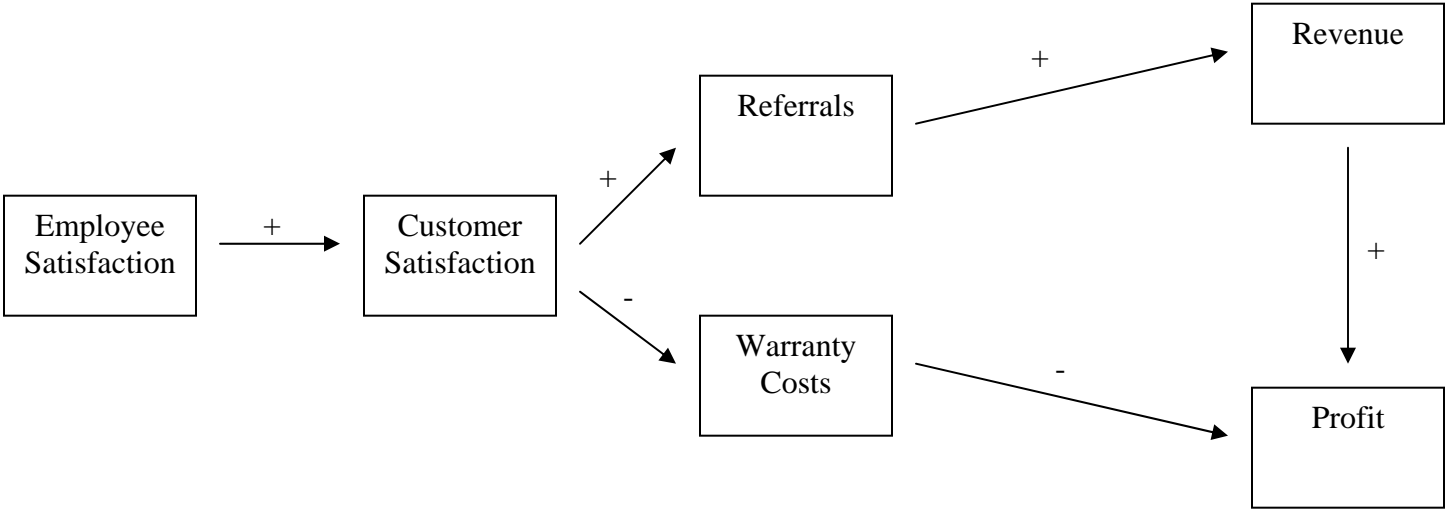 Revenue
+
Referrals
+
Employee
Satisfaction
+
Customer
Satisfaction
+
-
Warranty
Costs
-
Profit